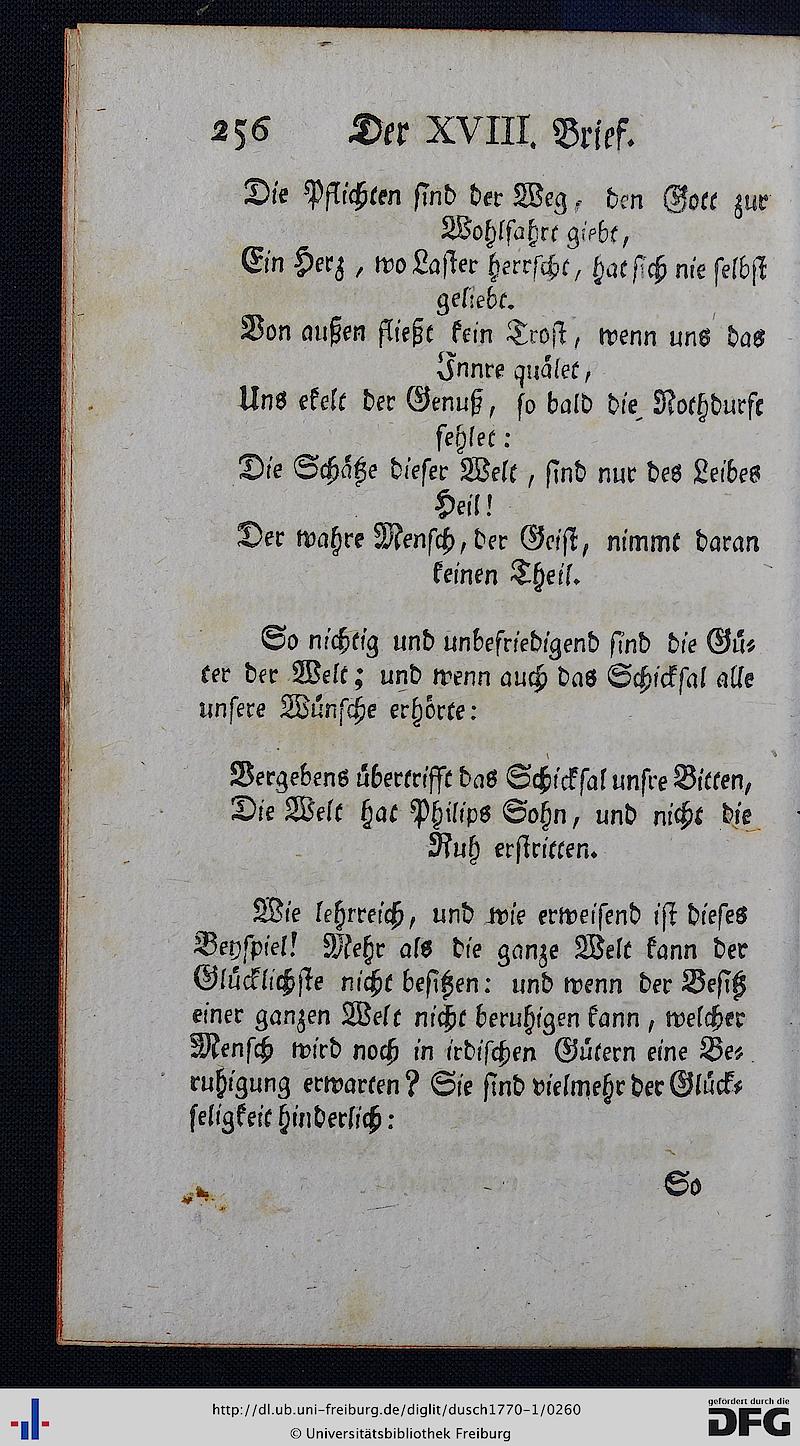 256 Der XVIII. Brief.
Die Pflichten sind der Weg, den Gott zur
Wohlfahrt giebt,
Ein Herz, wo Laster herrscht, hat sich nie selbst
geliebt.
Von außen fließt kein Trost, wenn uns das
Innre quälet,
Uns ekelt der Genuß, so bald die Nothdurft
fehlet:
Die Schätze dieser Welt, sind nur des Leibes
Heil!
Der wahre Mensch, der Geist, nimmt daran
keinen Theil.
So nichtig und unbefriedigend sind die Gü-
ter der Welt; und wenn auch das Schicksal alle
unsere Wünsche erhörte:
Vergebens übertrifft das Schicksal unsre Bitten,
Die Welt hat Philips Sohn, und nicht die
Ruh erstritten.
Wie lehrreich, und wie erweisend ist dieses
Beyspiel! Mehr als die ganze Welt kann der
Glücklichste nicht besitzen: und wenn der Besitz
einer ganzen Welt nicht beruhigen kann, welcher
Mensch wird noch in irdischen Gütern eine Be-
ruhigung erwarten? Sie sind vielmehr der Glück-
seligkeit hinderlich:
So
http://dl.ub.uni-freiburg.de/diglit/dusch1770-1/0260
© Universitätsbibliothek Freiburg
gefördert durch die
DFG